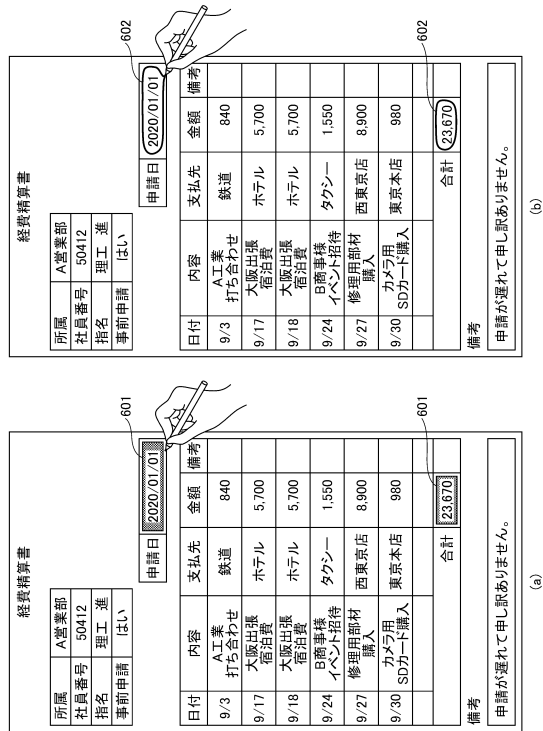 経費精算書
所属 A営業部
社員番号 50412
指名 理工 進
事前申請 はい
申請日 2020/01/01
601
日付 内容 支払先 金額 備考
9/3 A工業 打ち合わせ 鉄道 840
9/17 大阪出張 宿泊費 ホテル 5,700
9/18 大阪出張 宿泊費 ホテル 5,700
9/24 B商事様 イベント招待 タクシー 1,550
9/27 修理用部材 購入 西東京店 8,900
9/30 カメラ用 SDカード購入 東京本店 980
合計 23,670
601
備考
申請が遅れて申し訳ありません。
(a)
経費精算書
所属 A営業部
社員番号 50412
指名 理工 進
事前申請 はい
申請日 2020/01/01
602
日付 内容 支払先 金額 備考
9/3 A工業 打ち合わせ 鉄道 840
9/17 大阪出張 宿泊費 ホテル 5,700
9/18 大阪出張 宿泊費 ホテル 5,700
9/24 B商事様 イベント招待 タクシー 1,550
9/27 修理用部材 購入 西東京店 8,900
9/30 カメラ用 SDカード購入 東京本店 980
合計 23,670
602
備考
申請が遅れて申し訳ありません。
(b)